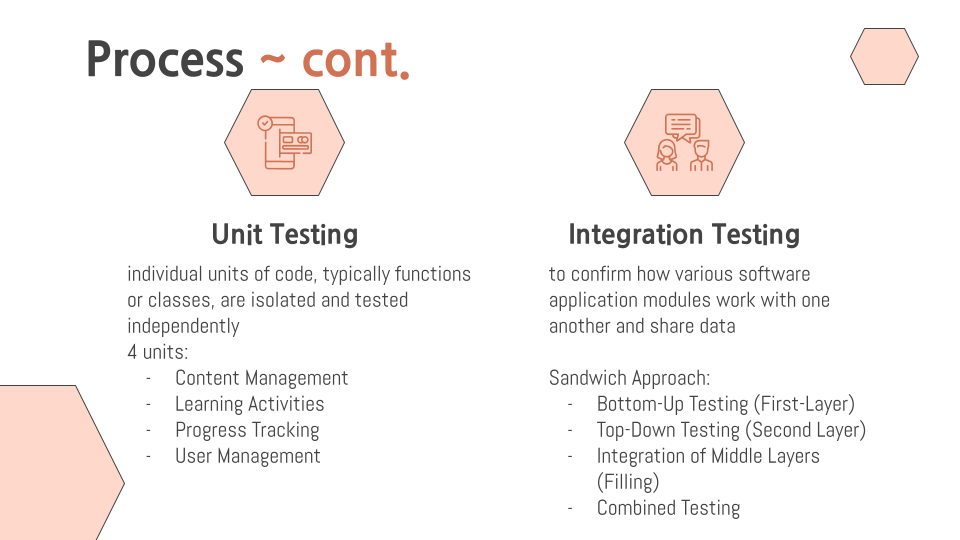 Process ~ cont.
Unit Testing
individual units of code, typically functions
or classes, are isolated and tested
independently
4 units:
- Content Management
- Learning Activities
- Progress Tracking
- User Management
Integration Testing
to confirm how various software
application modules work with one
another and share data
Sandwich Approach:
- Bottom-Up Testing (First-Layer)
- Top-Down Testing (Second Layer)
- Integration of Middle Layers
(Filling)
- Combined Testing